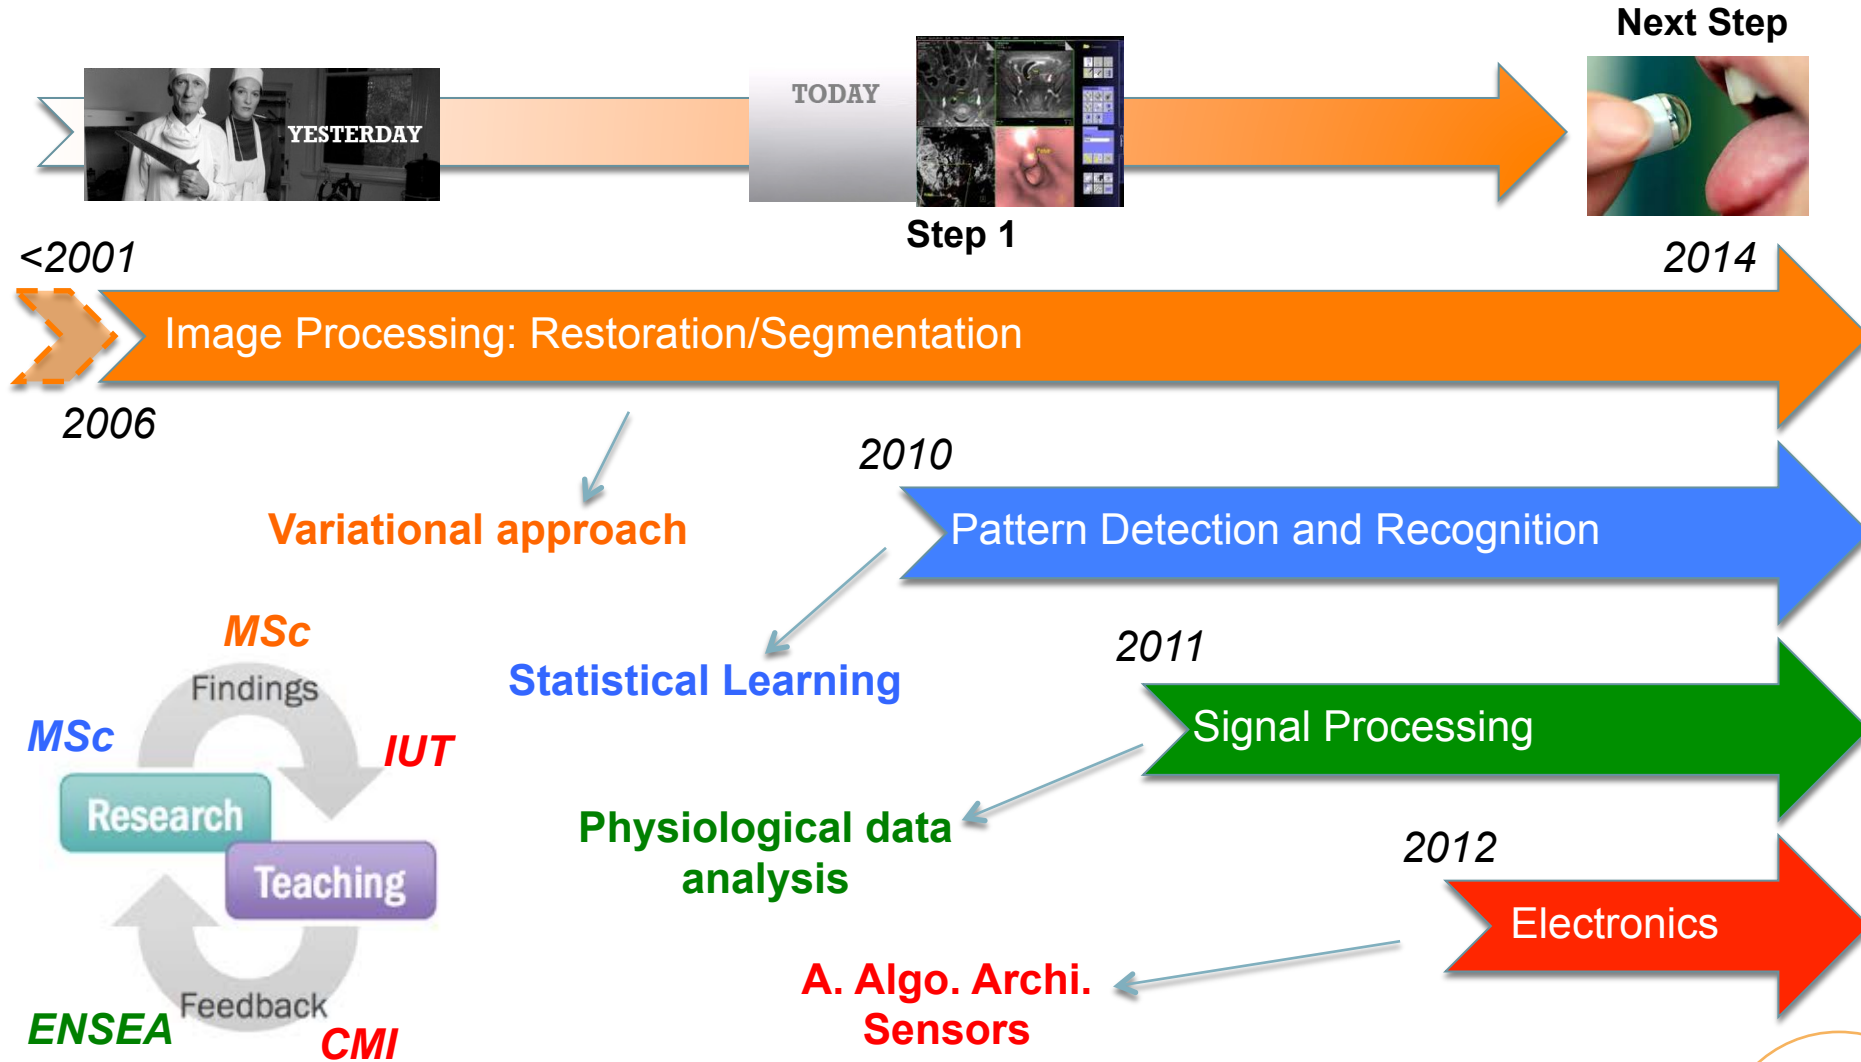 Next Step
YESTERDAY
TODAY
Step 1
<2001
2014
Image Processing: Restoration/Segmentation
2006
2010
Variational approach
Pattern Detection and Recognition
MSc
Findings
2011
Statistical Learning
MSc
IUT
Signal Processing
Research
Teaching
Physiological data
analysis
2012
Electronics
A. Algo. Archi.
Sensors
Feedback
ENSEA
CMI